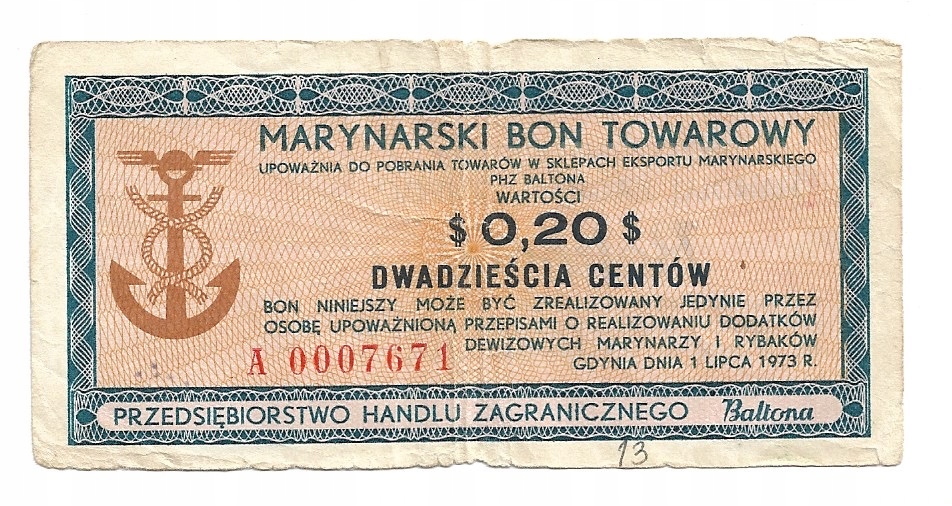 MARYNARSKI BON TOWAROWY
UPOWAŻNIA DO POBRANIA TOWARÓW W SKLEPACH EKSPORTU MARYNARSKIEGO
PHZ BALTONA
WARTOŚCI
$ 0,20 $
DWADZIEŚCIA CENTÓW
BON NINIEJSZY MOŻE BYĆ ZREALIZOWANY JEDYNIE PRZEZ
OSOBĘ UPOWAŻNIONĄ PRZEPISAMI O REALIZOWANIU DODATKÓW
DEWIZOWYCH MARYNARZY I RYBAKÓW
A 0007671
GDYNIA DNIA 1 LIPCA 1973 R.
PRZEDSIĘBIORSTWO HANDLU ZAGRANICZNEGO Baltona
13